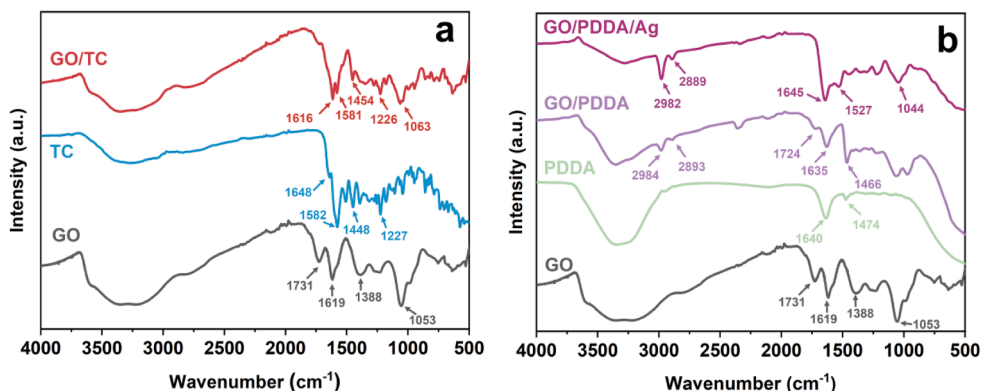 a
GO/TC
1616
1581
1454
1226
1063
TC
1648
1582
1448
1227
GO
1731
1619
1388
1053
Intensity (a.u.)
4000 3500 3000 2500 2000 1500 1000 500
Wavenumber (cm⁻¹)
b
GO/PDDA/Ag
2982
2889
1645
1527
1044
GO/PDDA
2984
2893
1724
1635
1466
PDDA
1640
1474
GO
1731
1619
1388
1053
Intensity (a.u.)
4000 3500 3000 2500 2000 1500 1000 500
Wavenumber (cm⁻¹)